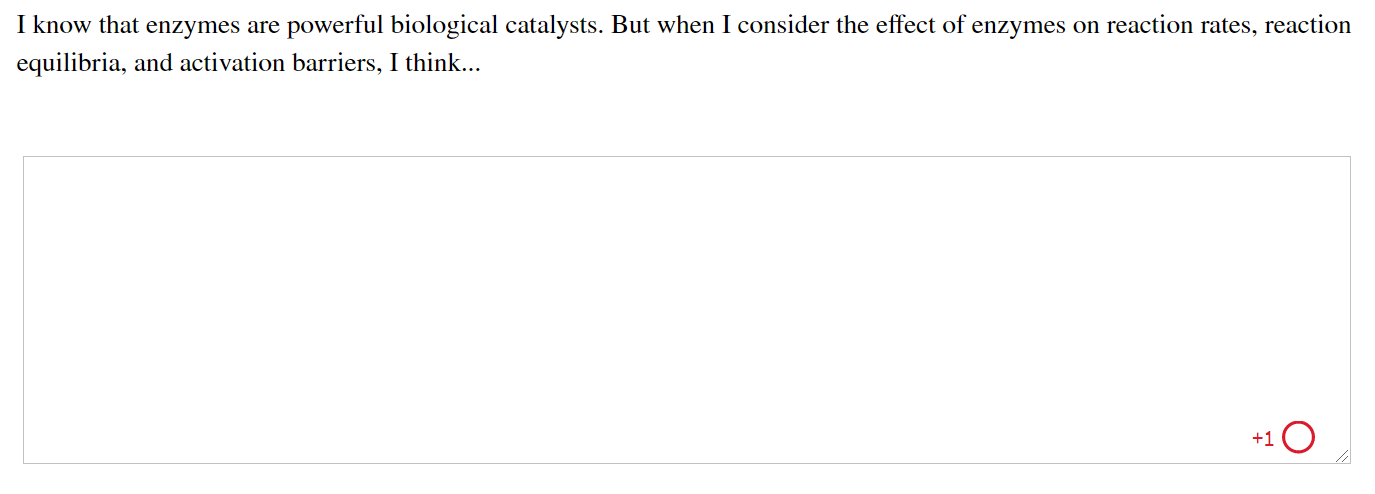 I know that enzymes are powerful biological catalysts. But when I consider the effect of enzymes on reaction rates, reaction
equilibria, and activation barriers, I think...
+1